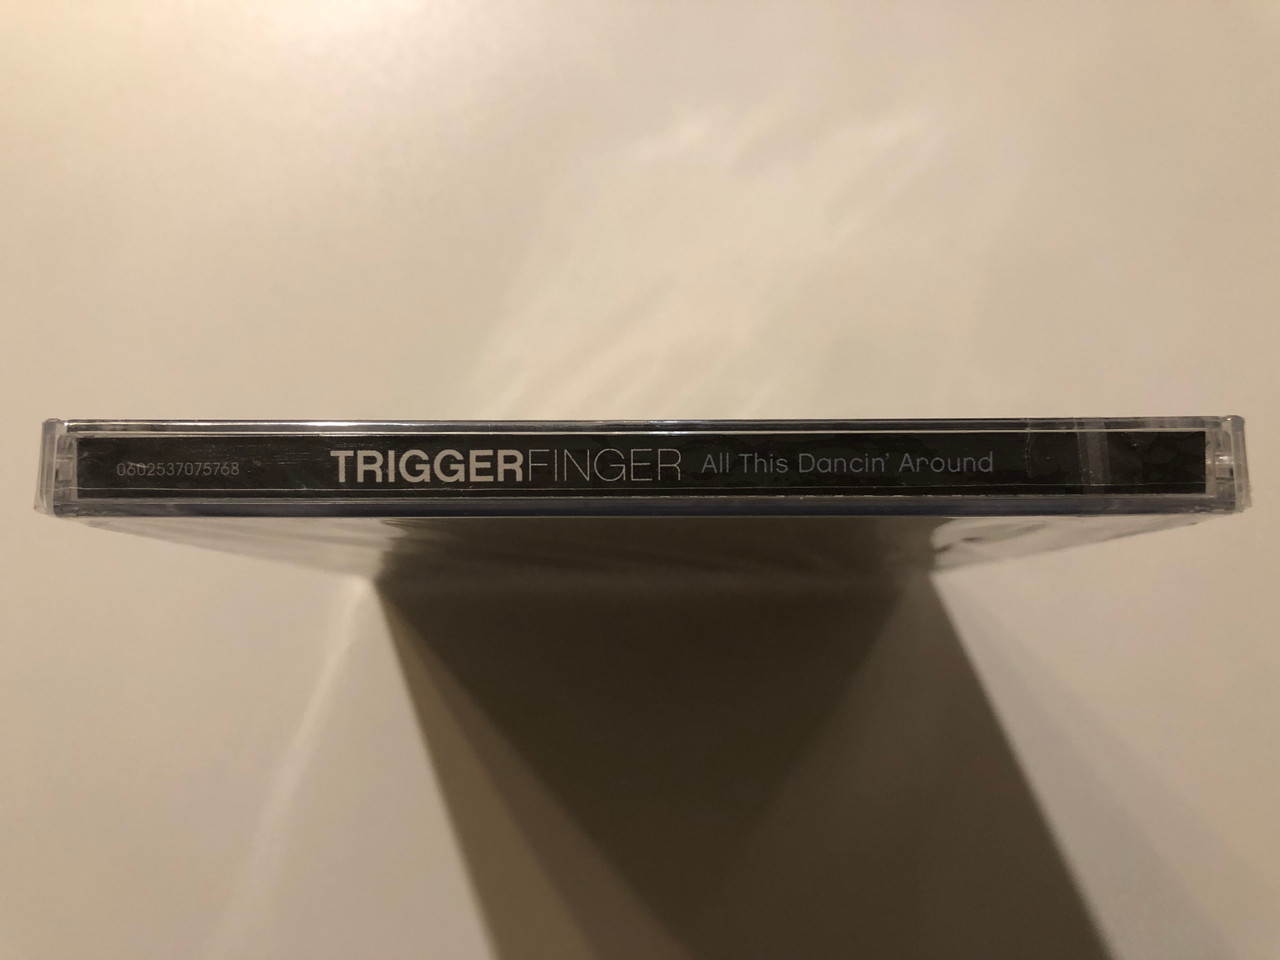 0602537075768 TRIGGERFINGER All This Dancin' Around